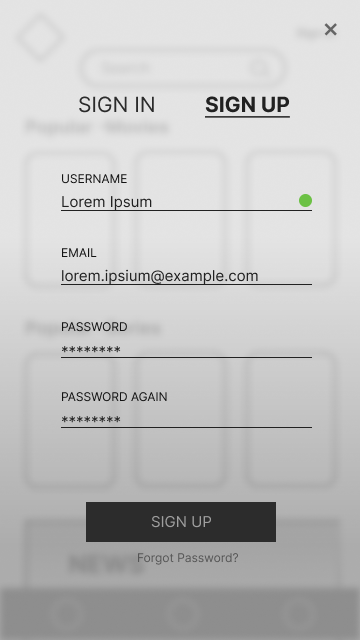 ×
SIGN IN
SIGN UP
USERNAME
Lorem Ipsum
EMAIL
lorem.ipsium@example.com
PASSWORD
********
PASSWORD AGAIN
********
SIGN UP
Forgot Password?
NEWS